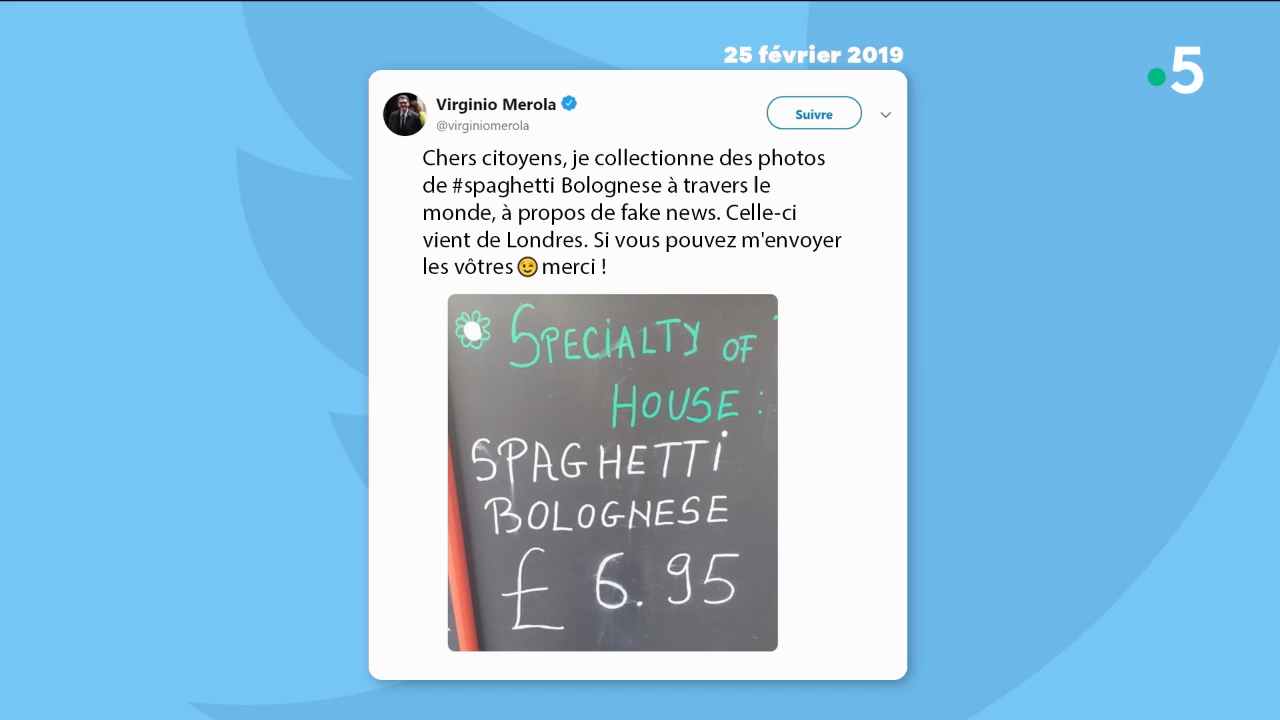 25 février 2019
5
Virginio Merola
@virginiomerola
Suivre
Chers citoyens, je collectionne des photos
de #spaghetti Bolognese à travers le
monde, à propos de fake news. Celle-ci
vient de Londres. Si vous pouvez m'envoyer
les vôtres 😉 merci !
SPECIALTY OF
HOUSE :
SPAGHETTI
BOLOGNESE
£ 6.95